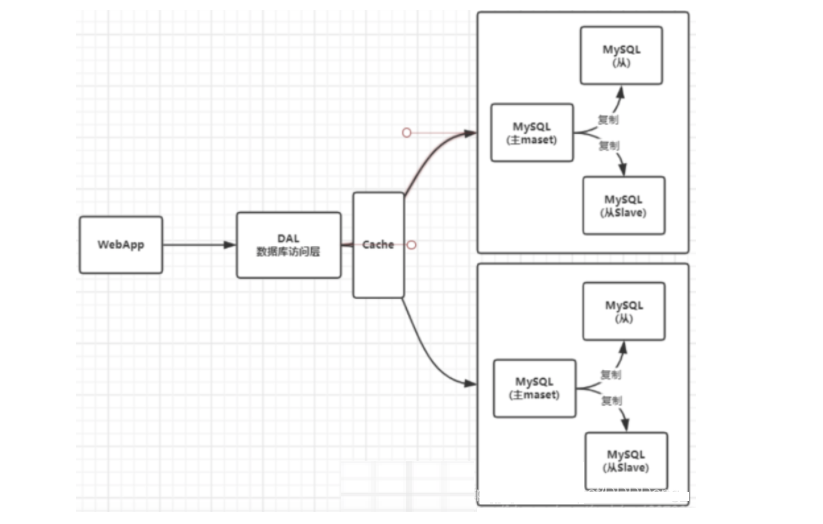 MySQL
(从)
MySQL
(主maset)
复制
复制
MySQL
(从Slave)
WebApp
DAL
数据库访问层
Cache
MySQL
(从)
MySQL
(主maset)
复制
复制
MySQL
(从Slave)